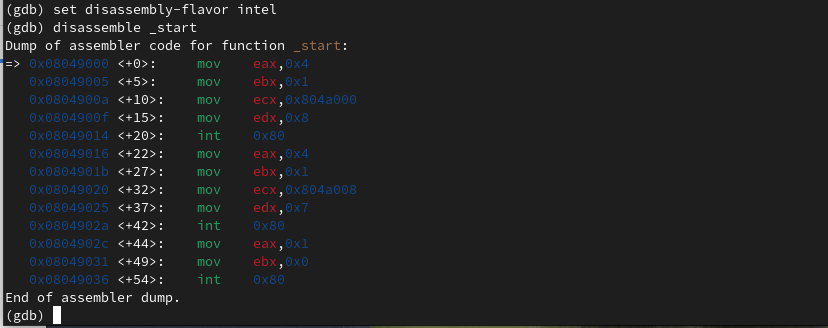 (gdb) set disassembly-flavor intel
(gdb) disassemble _start
Dump of assembler code for function _start:
=> 0x08049000 <+0>:     mov    eax,0x4
   0x08049005 <+5>:     mov    ebx,0x1
   0x0804900a <+10>:    mov    ecx,0x804a000
   0x0804900f <+15>:    mov    edx,0x8
   0x08049014 <+20>:    int    0x80
   0x08049016 <+22>:    mov    eax,0x4
   0x0804901b <+27>:    mov    ebx,0x1
   0x08049020 <+32>:    mov    ecx,0x804a008
   0x08049025 <+37>:    mov    edx,0x7
   0x0804902a <+42>:    int    0x80
   0x0804902c <+44>:    mov    eax,0x1
   0x08049031 <+49>:    mov    ebx,0x0
   0x08049036 <+54>:    int    0x80
End of assembler dump.
(gdb)